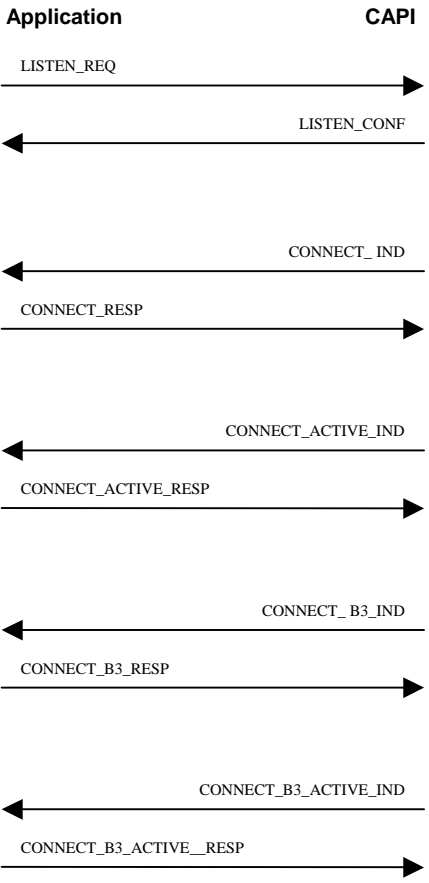 Application CAPI
LISTEN_REQ
LISTEN_CONF
CONNECT_ IND
CONNECT_RESP
CONNECT_ACTIVE_IND
CONNECT_ACTIVE_RESP
CONNECT_ B3_IND
CONNECT_B3_RESP
CONNECT_B3_ACTIVE_IND
CONNECT_B3_ACTIVE__RESP